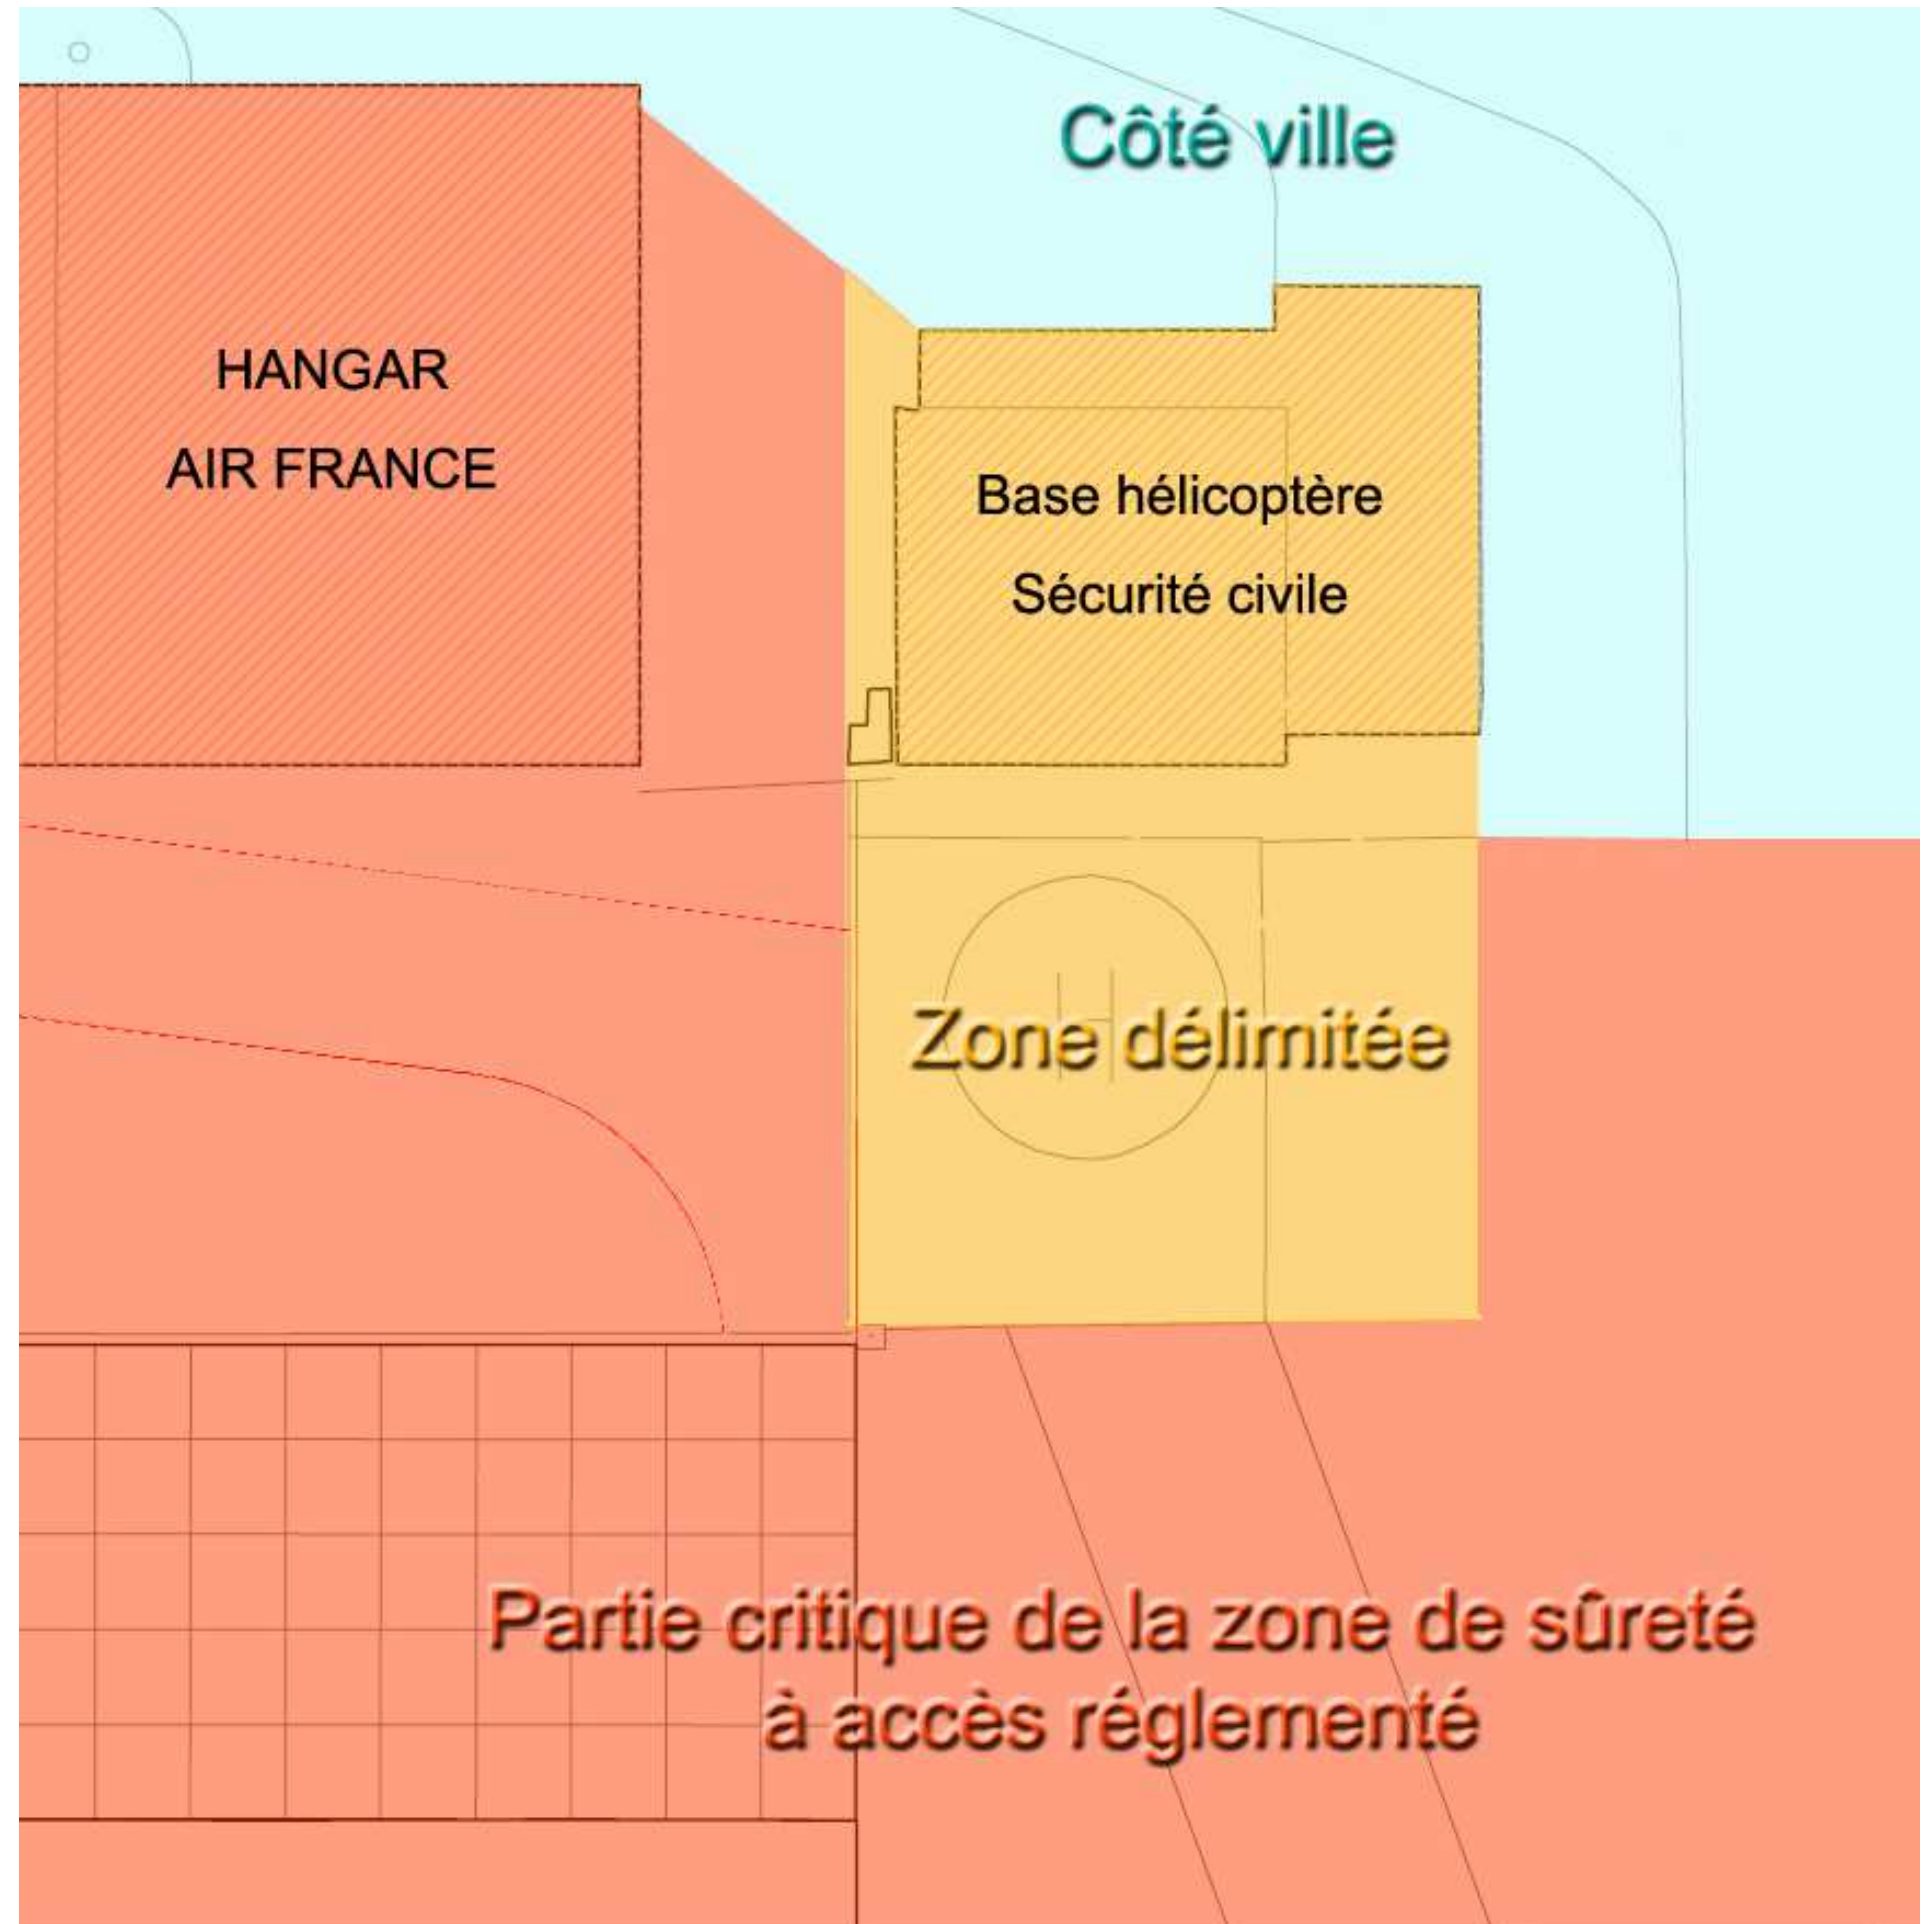 Côté ville
HANGAR
AIR FRANCE
Base hélicoptère
Sécurité civile
H
Zone délimitée
Partie critique de la zone de sûreté
à accès réglementé